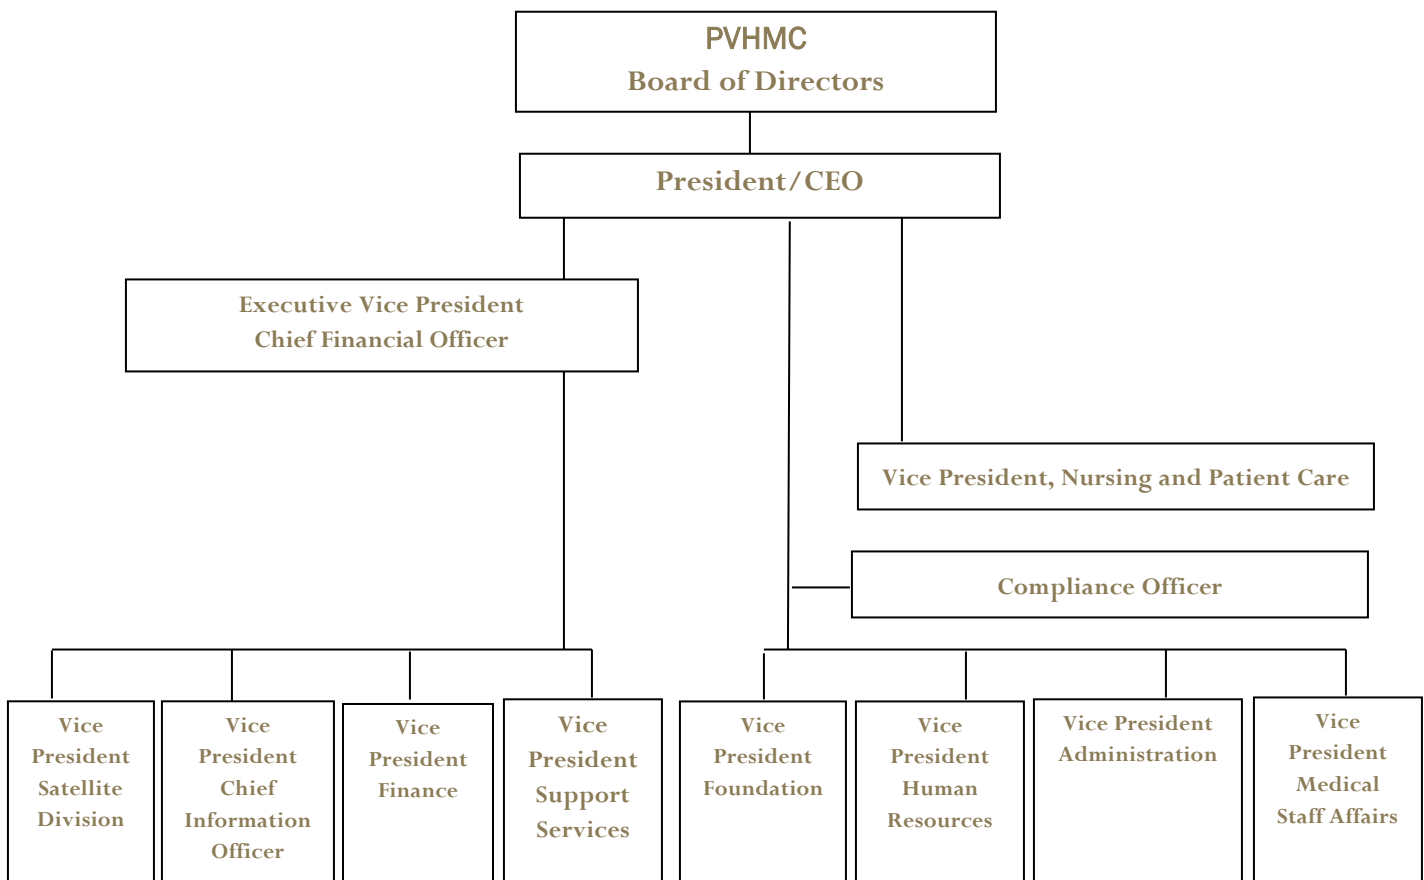 PVHMC
Board of Directors
President/CEO
Executive Vice President
Chief Financial Officer
Vice President, Nursing and Patient Care
Compliance Officer
Vice
President
Satellite
Division
Vice
President
Chief
Information
Officer
Vice
President
Finance
Vice
President
Support
Services
Vice
President
Foundation
Vice
President
Human
Resources
Vice President
Administration
Vice
President
Medical
Staff Affairs